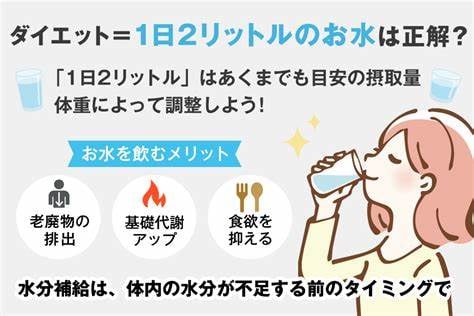 ダイエット＝1日2リットルのお水は正解？
「1日2リットル」はあくまでも目安の摂取量
体重によって調整しよう!
お水を飲むメリット
老廃物の
排出
基礎代謝
アップ
食欲を
抑える
水分補給は、体内の水分が不足する前のタイミングで